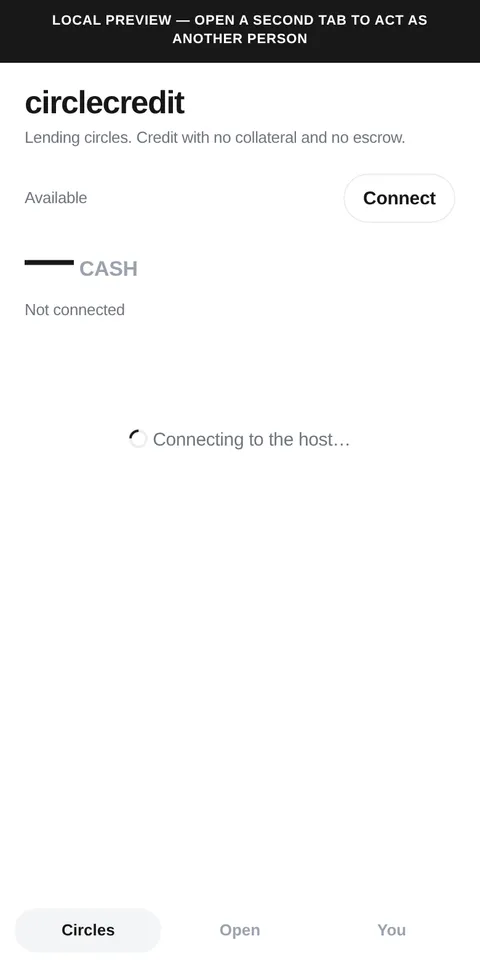 LOCAL PREVIEW — OPEN A SECOND TAB TO ACT AS
ANOTHER PERSON
circlecredit
Lending circles. Credit with no collateral and no escrow.
Available
Connect
— CASH
Not connected
Connecting to the host…
Circles
Open
You